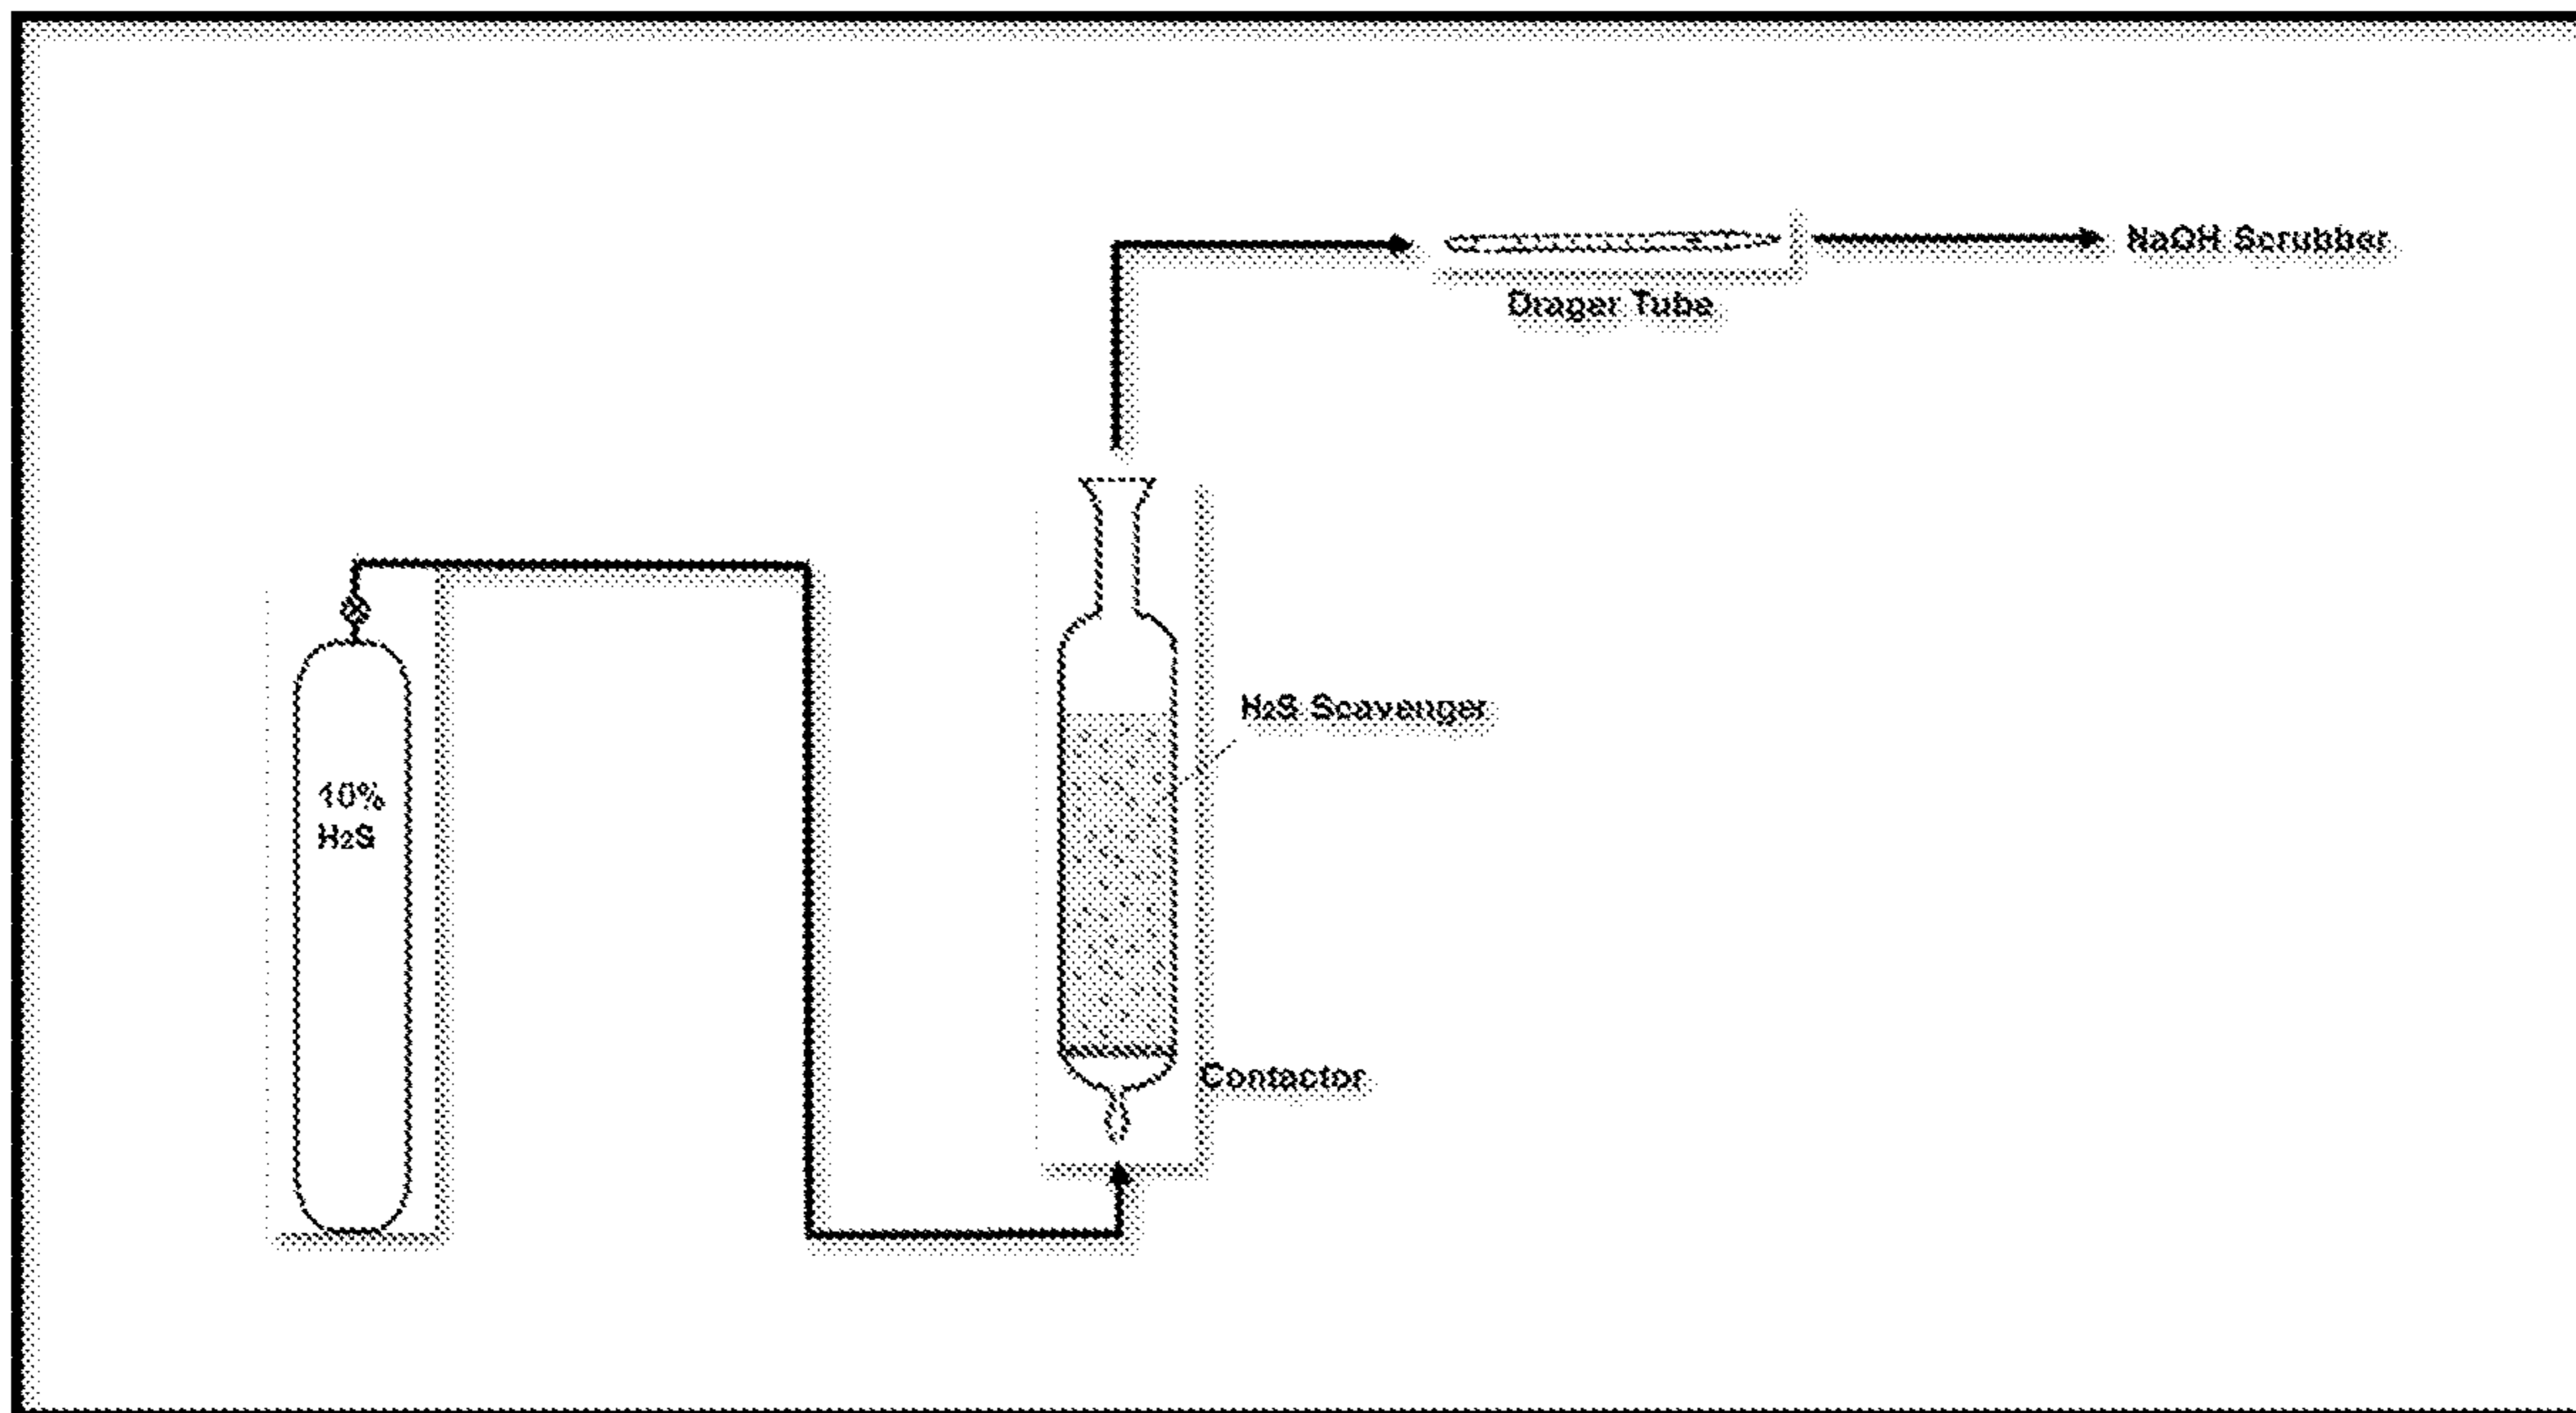 NaOH Scrubber
Drager Tube
H2S Scavenger
10%
H2S
Contactor